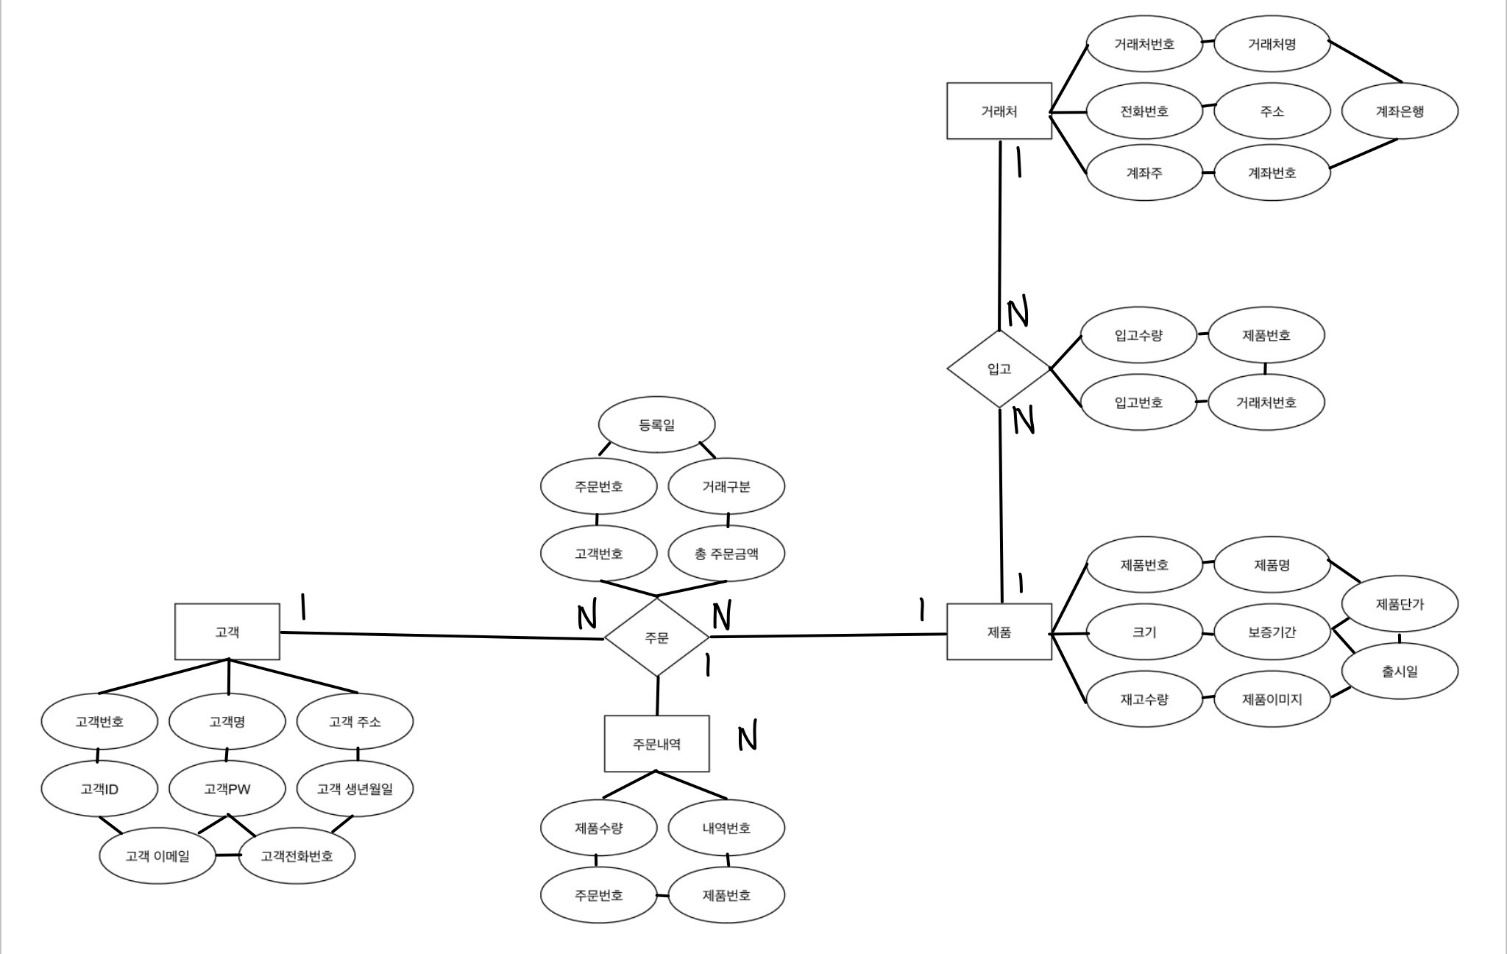 거래처
거래처번호
거래처명
전화번호
주소
계좌은행
계좌주
계좌번호
1
N
입고
입고수량
제품번호
입고번호
거래처번호
N
1
제품
제품번호
제품명
제품단가
크기
보증기간
출시일
재고수량
제품이미지
등록일
주문번호
거래구분
고객번호
총 주문금액
1
N
주문
N
1
1
N
주문내역
제품수량
내역번호
주문번호
제품번호
고객
고객번호
고객명
고객 주소
고객ID
고객PW
고객 생년월일
고객 이메일
고객전화번호